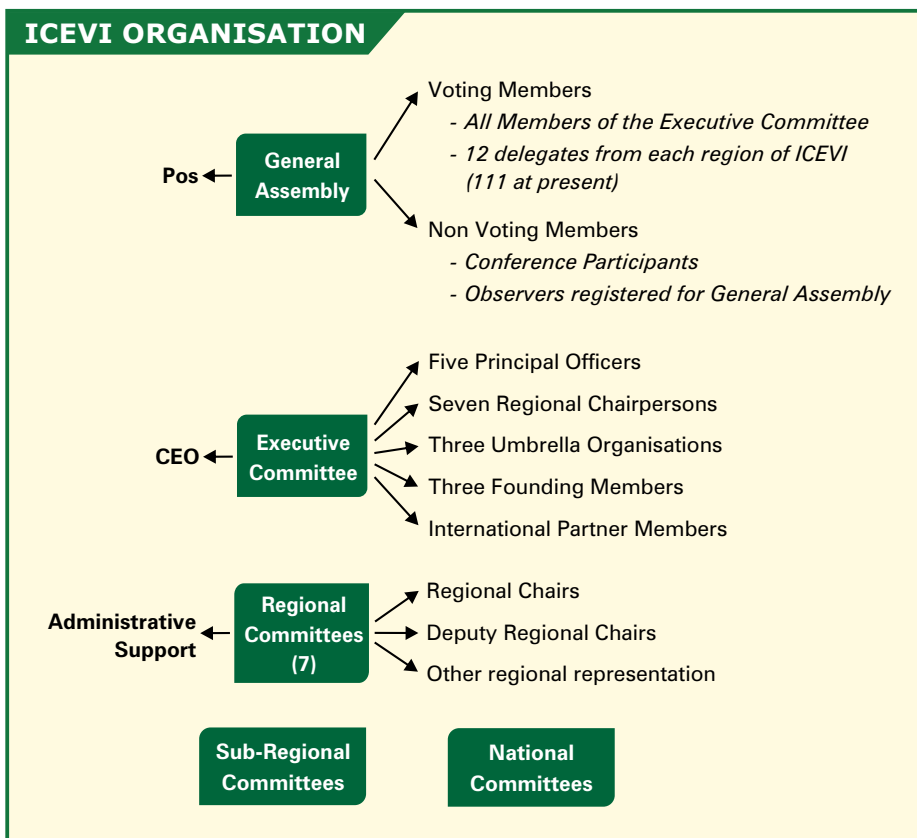 ICEVI ORGANISATION
Voting Members
- All Members of the Executive Committee
- 12 delegates from each region of ICEVI
(111 at present)
Pos
General
Assembly
Non Voting Members
- Conference Participants
- Observers registered for General Assembly
Five Principal Officers
Seven Regional Chairpersons
CEO
Executive
Committee
Three Umbrella Organisations
Three Founding Members
International Partner Members
Administrative
Support
Regional
Committees
(7)
Regional Chairs
Deputy Regional Chairs
Other regional representation
Sub-Regional
Committees
National
Committees